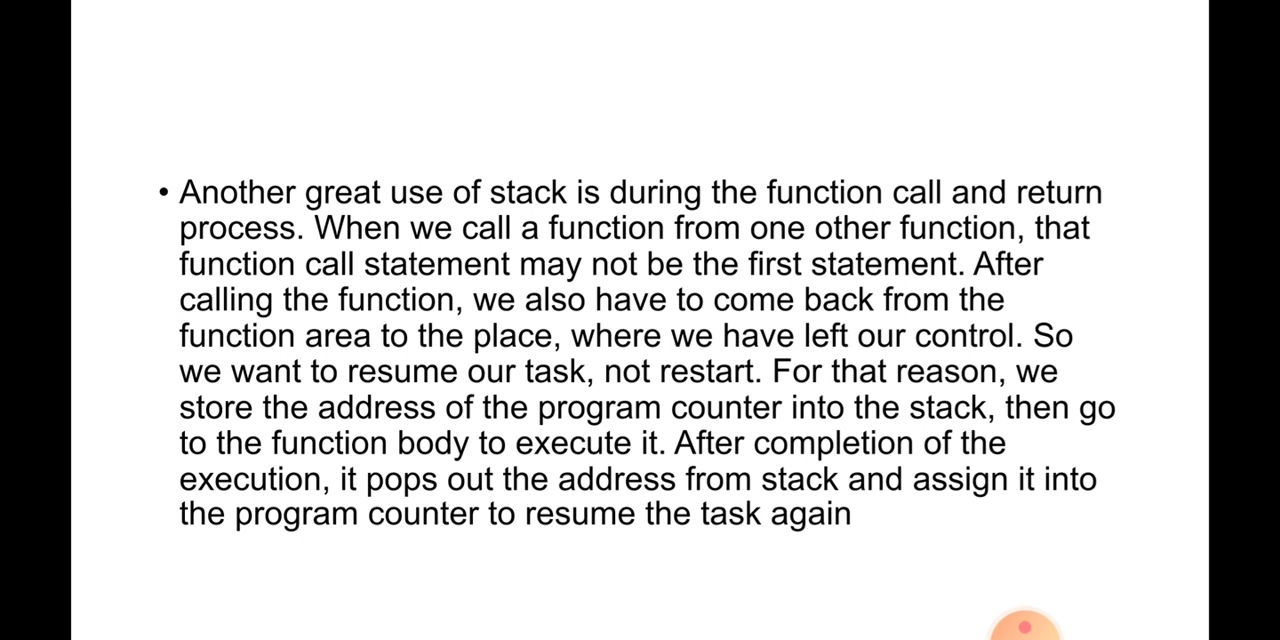 • Another great use of stack is during the function call and return
process. When we call a function from one other function, that
function call statement may not be the first statement. After
calling the function, we also have to come back from the
function area to the place, where we have left our control. So
we want to resume our task, not restart. For that reason, we
store the address of the program counter into the stack, then go
to the function body to execute it. After completion of the
execution, it pops out the address from stack and assign it into
the program counter to resume the task again